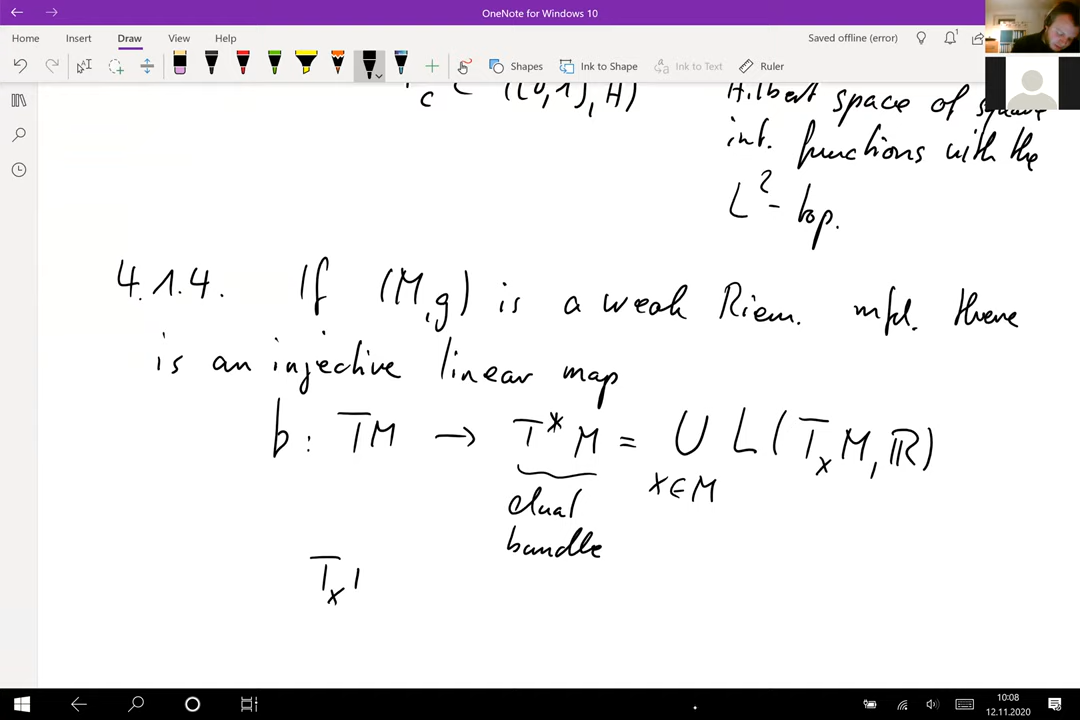 OneNote for Windows 10
Home Insert Draw View Help
Saved offline (error)
Shapes Ink to Shape Ink to Text Ruler
Hilbert space of square
int. functions with the
L² - top.
4.1.4. If (M,g) is a weak Riem. mfd. there
is an injective linear map
b: TM → T*M = ∪ L(TₓM, ℝ)
x∈M
dual
bundle
Tₓ
10:08
12.11.2020